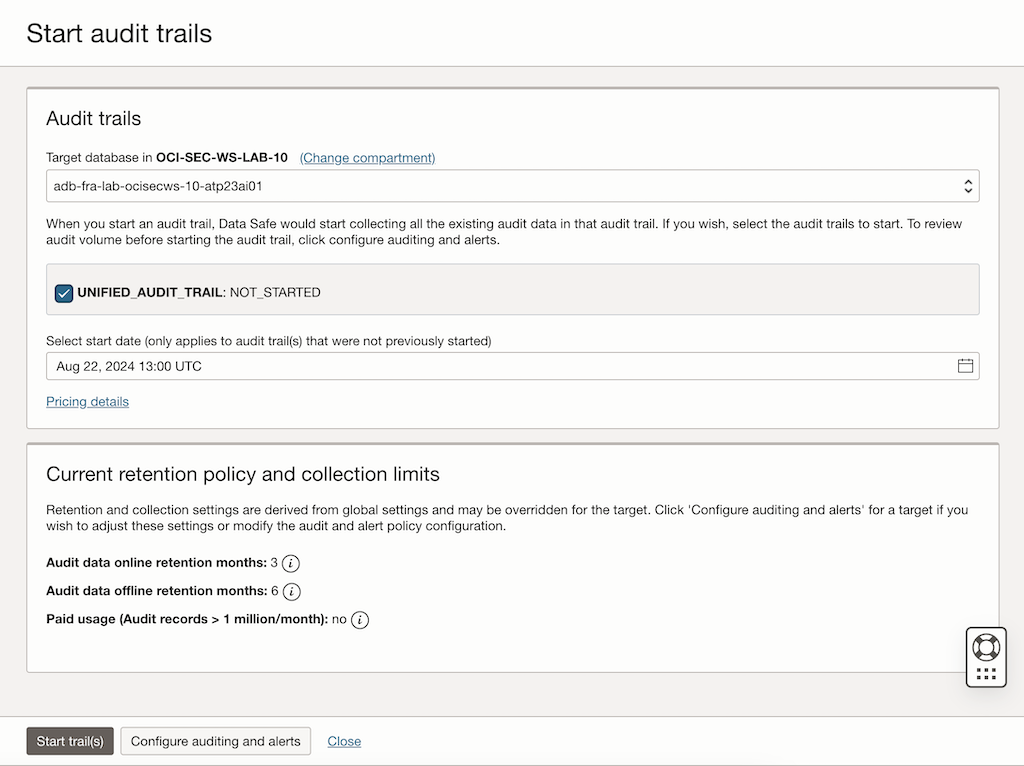 Start audit trails
Audit trails
Target database in OCI-SEC-WS-LAB-10 (Change compartment)
adb-fra-lab-ocisecws-10-atp23ai01
When you start an audit trail, Data Safe would start collecting all the existing audit data in that audit trail. If you wish, select the audit trails to start. To review
audit volume before starting the audit trail, click configure auditing and alerts.
UNIFIED_AUDIT_TRAIL: NOT_STARTED
Select start date (only applies to audit trail(s) that were not previously started)
Aug 22, 2024 13:00 UTC
Pricing details
Current retention policy and collection limits
Retention and collection settings are derived from global settings and may be overridden for the target. Click 'Configure auditing and alerts' for a target if you
wish to adjust these settings or modify the audit and alert policy configuration.
Audit data online retention months: 3 i
Audit data offline retention months: 6 i
Paid usage (Audit records > 1 million/month): no i
Start trail(s) Configure auditing and alerts Close